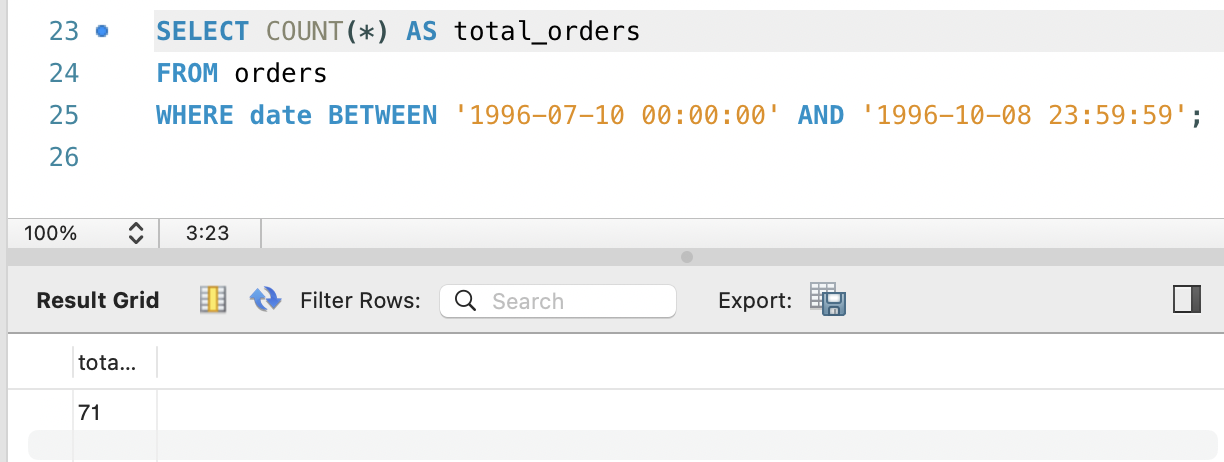 23 SELECT COUNT(*) AS total_orders
24 FROM orders
25 WHERE date BETWEEN '1996-07-10 00:00:00' AND '1996-10-08 23:59:59';
26
100% 3:23
Result Grid Filter Rows: Search Export:
tota...
71